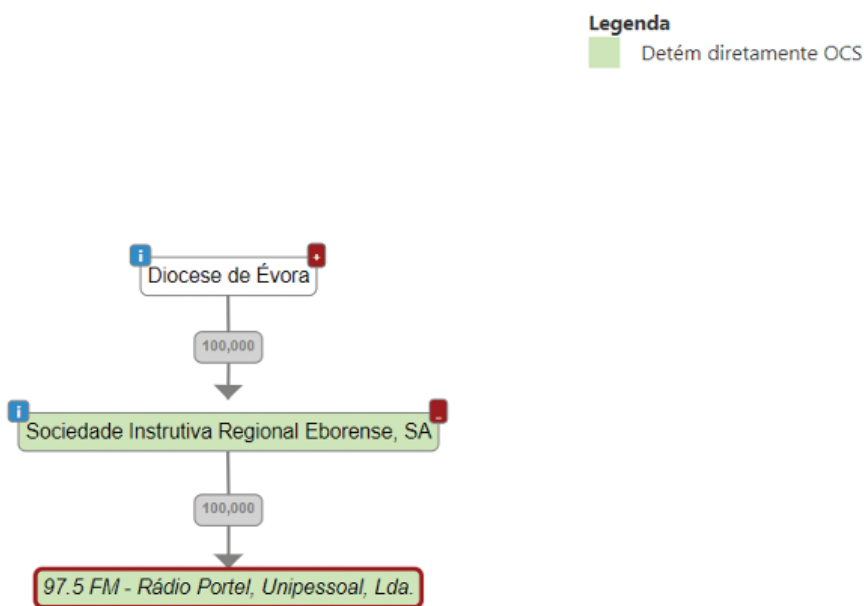 Legenda
Detém diretamente OCS
i
+
Diocese de Évora
100,000
i
-
Sociedade Instrutiva Regional Eborense, SA
100,000
97.5 FM - Rádio Portel, Unipessoal, Lda.